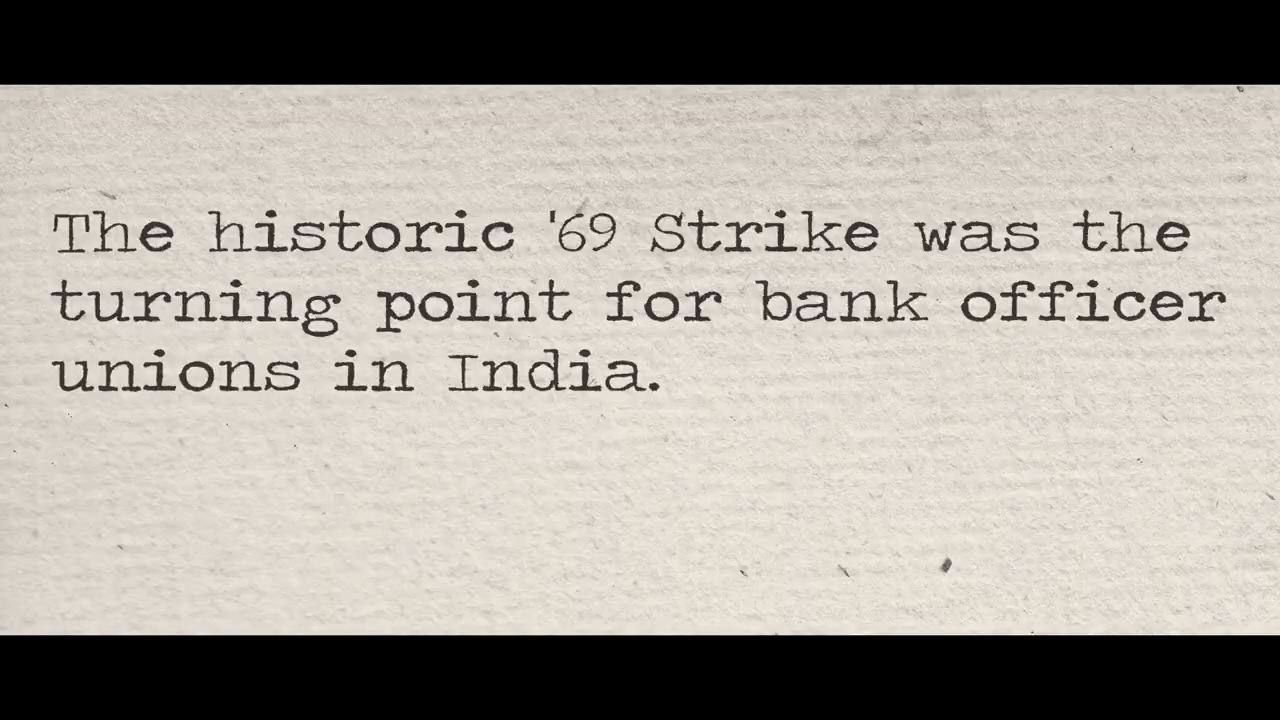 The historic '69 Strike was the
turning point for bank officer
unions in India.